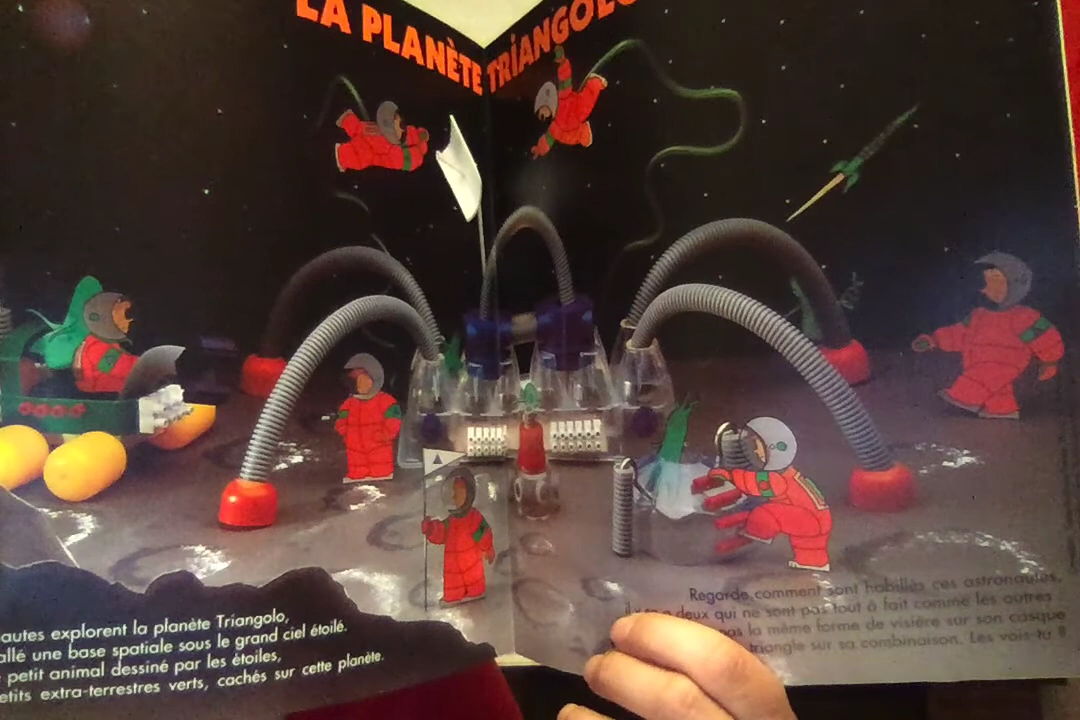 LA PLANÈTE TRIANGOLO
autes explorent la planète Triangolo,
allé une base spatiale sous le grand ciel étoilé.
petit animal dessiné par les étoiles,
etits extra-terrestres verts, cachés sur cette planète.
Regarde comment sont habillés ces astronautes,
deux qui ne sont pas tout à fait comme les autres
pas la même forme de visière sur son casque
triangle sur sa combinaison. Les vois-tu ?